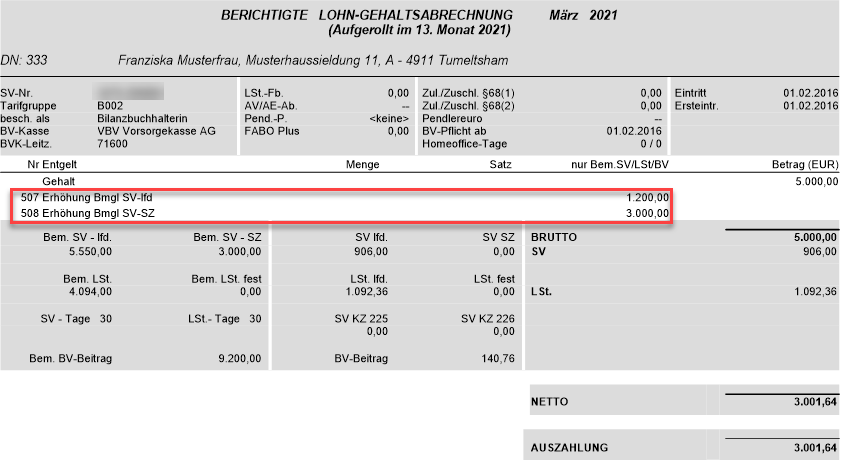 BERICHTIGTE LOHN-GEHALTSABRECHNUNG März 2021
(Aufgerollt im 13. Monat 2021)
DN: 333 Franziska Musterfrau, Musterhaussiedlung 11, A - 4911 Tumeltsham
SV-Nr. LSt.-Fb. 0,00 Zul./Zuschl. §68(1) 0,00 Eintritt 01.02.2016
Tarifgruppe B002 AV/AE-Ab. -- Zul./Zuschl. §68(2) 0,00 Ersteintr. 01.02.2016
besch. als Bilanzbuchhalterin Pend.-P. <keine> Pendlereuro --
BV-Kasse VBV Vorsorgekasse AG FABO Plus 0,00 BV-Pflicht ab 01.02.2016
BVK-Leitz. 71600 Homeoffice-Tage 0 / 0
Nr Entgelt Menge Satz nur Bem.SV/LSt/BV Betrag (EUR)
Gehalt 5.000,00
507 Erhöhung Bmgl SV-lfd 1.200,00
508 Erhöhung Bmgl SV-SZ 3.000,00
Bem. SV - lfd. Bem. SV - SZ SV lfd. SV SZ BRUTTO 5.000,00
5.550,00 3.000,00 906,00 0,00 SV 906,00
Bem. LSt. Bem. LSt. fest LSt. lfd. LSt. fest
4.094,00 0,00 1.092,36 0,00 LSt. 1.092,36
SV - Tage 30 LSt.- Tage 30 SV KZ 225 SV KZ 226
0,00 0,00
Bem. BV-Beitrag 9.200,00 BV-Beitrag 140,76
NETTO 3.001,64
AUSZAHLUNG 3.001,64